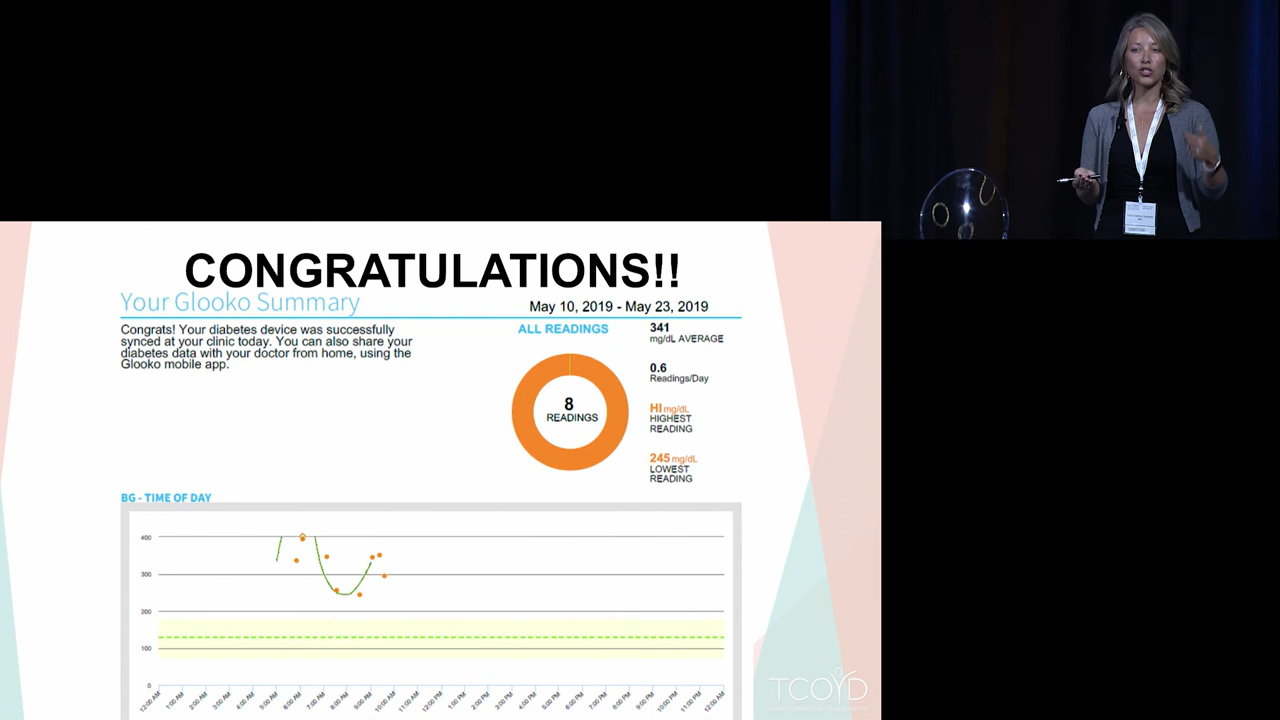 CONGRATULATIONS!!
Your Glooko Summary
May 10, 2019 - May 23, 2019
Congrats! Your diabetes device was successfully
synced at your clinic today. You can also share your
diabetes data with your doctor from home, using the
Glooko mobile app.
ALL READINGS
8
READINGS
341
mg/dL AVERAGE
0.6
Readings/Day
HI mg/dL
HIGHEST
READING
245 mg/dL
LOWEST
READING
BG - TIME OF DAY
400
300
200
100
0
12:00 AM 1:00 AM 2:00 AM 3:00 AM 4:00 AM 5:00 AM 6:00 AM 7:00 AM 8:00 AM 9:00 AM 10:00 AM 11:00 AM 12:00 PM 1:00 PM 2:00 PM 3:00 PM 4:00 PM 5:00 PM 6:00 PM 7:00 PM 8:00 PM 9:00 PM 10:00 PM 11:00 PM 12:00 AM
TCOYD